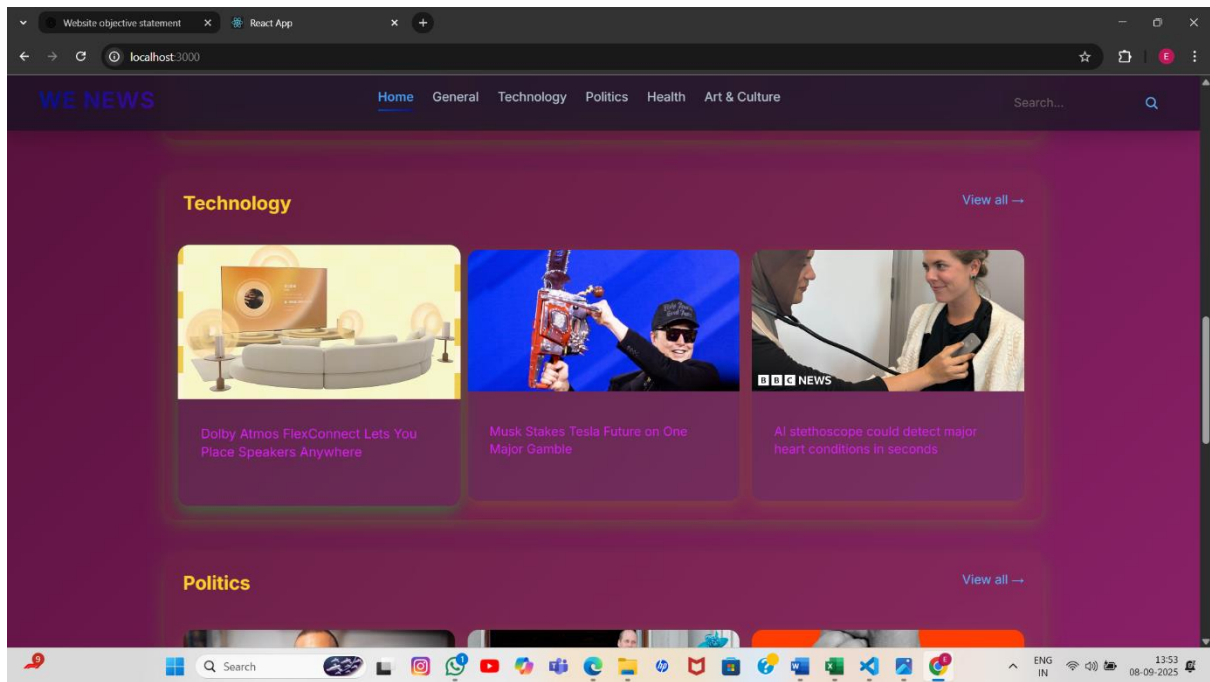 Website objective statement
React App
localhost:3000
E
WE NEWS
Home General Technology Politics Health Art & Culture
Search...
Technology
View all →
BBC NEWS
Dolby Atmos FlexConnect Lets You
Place Speakers Anywhere
Musk Stakes Tesla Future on One
Major Gamble
AI stethoscope could detect major
heart conditions in seconds
Politics
View all →
9
Search
ENG
IN
13:53
08-09-2025